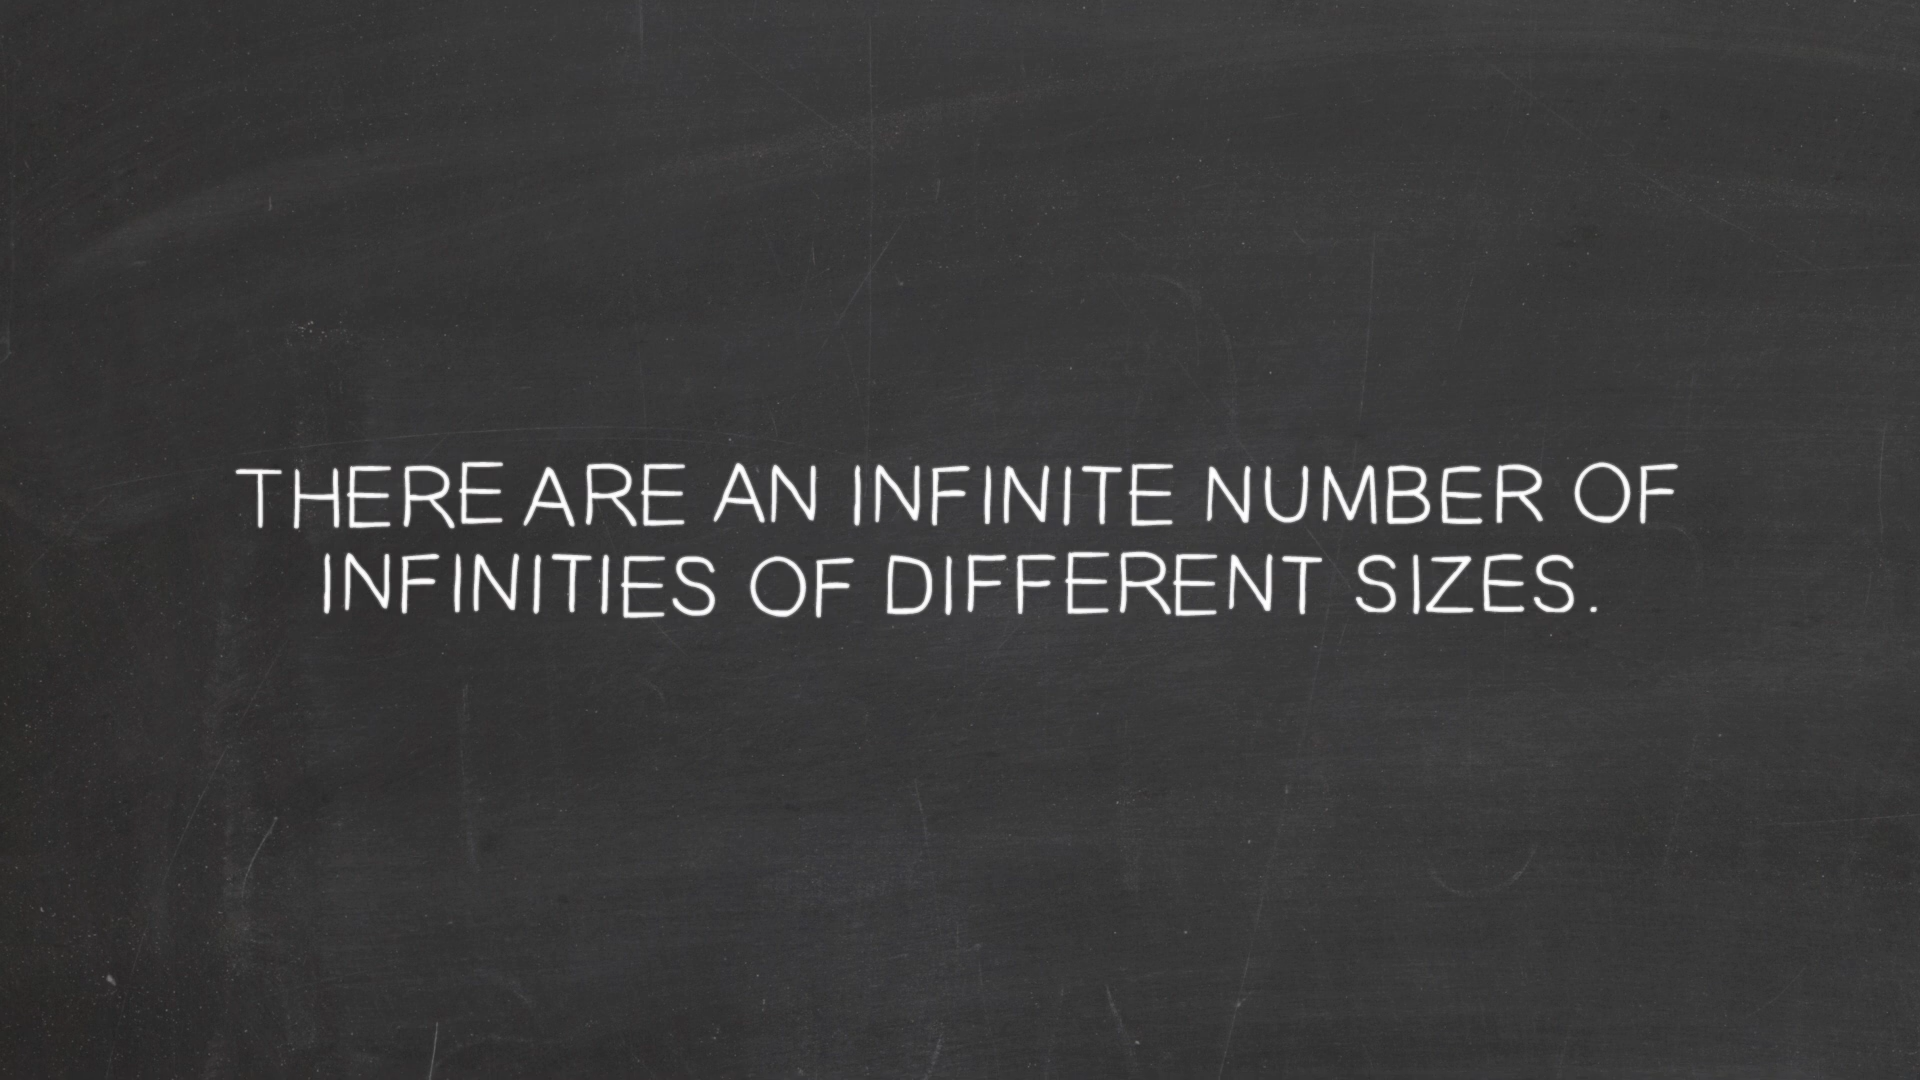 THERE ARE AN INFINITE NUMBER OF
INFINITIES OF DIFFERENT SIZES.